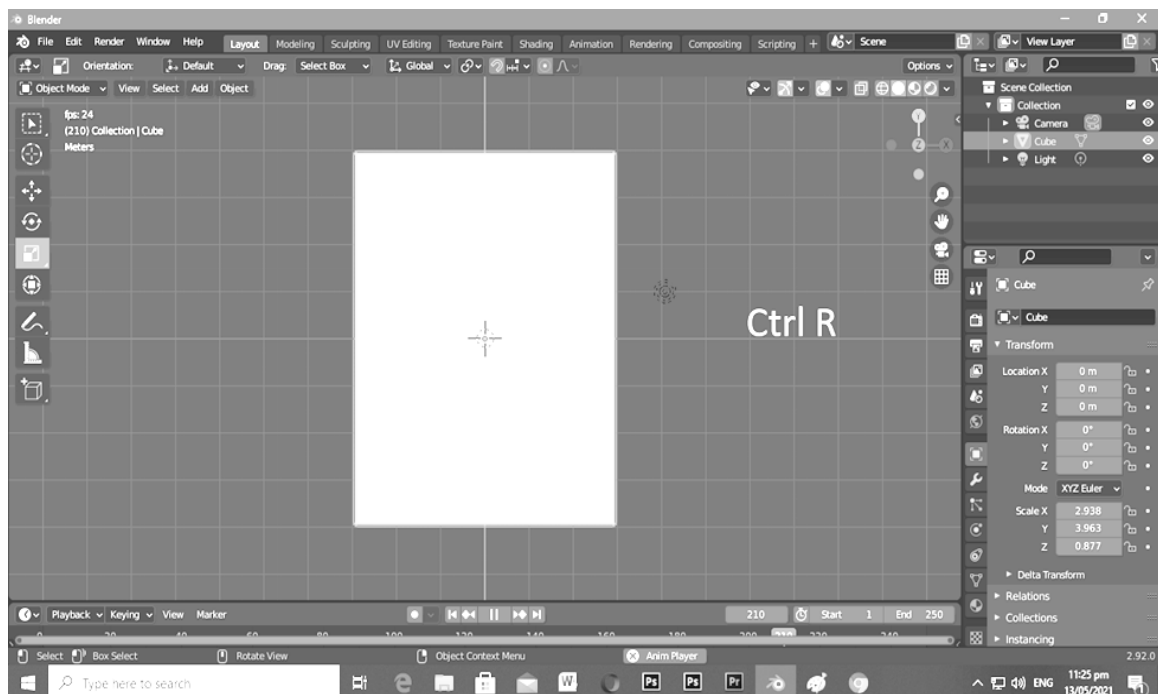 Blender
File Edit Render Window Help Layout Modeling Sculpting UV Editing Texture Paint Shading Animation Rendering Compositing Scripting + Scene View Layer
Orientation: Default Drag: Select Box Global Options
Object Mode View Select Add Object
fps: 24
(210) Collection | Cube
Meters
Y
Z
X
Ctrl R
Scene Collection
Collection
Camera
Cube
Light
Cube
Cube
Transform
Location X 0 m
Y 0 m
Z 0 m
Rotation X 0°
Y 0°
Z 0°
Mode XYZ Euler
Scale X 2.938
Y 3.963
Z 0.877
Delta Transform
Relations
Collections
Instancing
Playback Keying View Marker 210 Start 1 End 250
Select Box Select Rotate View Object Context Menu Anim Player 2.92.0
Type here to search W Ps Ps Pr ENG 11:25 pm
13/05/2021